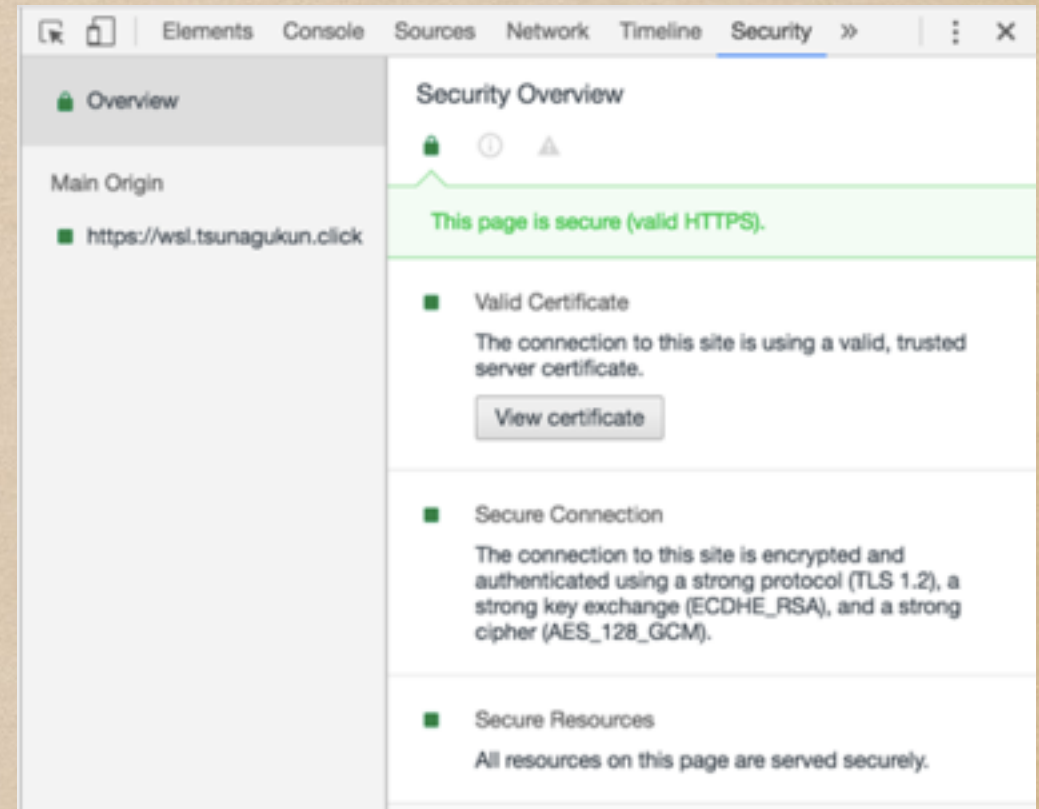 Elements Console Sources Network Timeline Security »
Overview
Main Origin
https://wsl.tsunagukun.click
Security Overview
This page is secure (valid HTTPS).
Valid Certificate
The connection to this site is using a valid, trusted
server certificate.
View certificate
Secure Connection
The connection to this site is encrypted and
authenticated using a strong protocol (TLS 1.2), a
strong key exchange (ECDHE_RSA), and a strong
cipher (AES_128_GCM).
Secure Resources
All resources on this page are served securely.